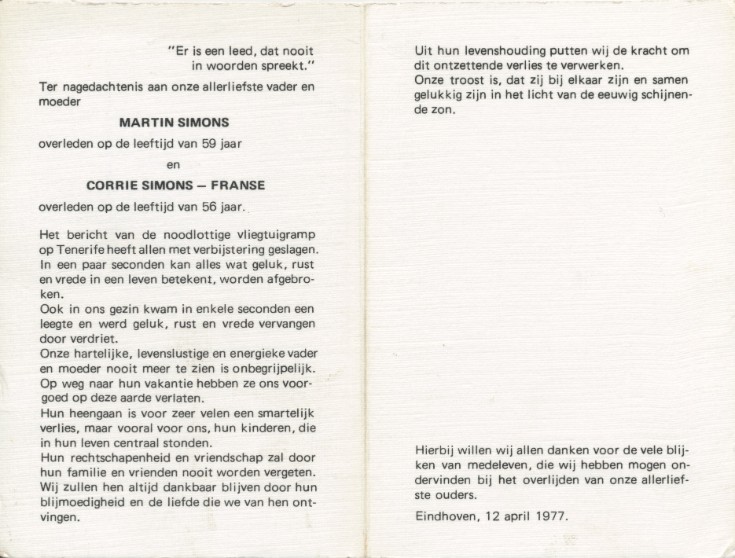 "Er is een leed, dat nooit
in woorden spreekt."
Ter nagedachtenis aan onze allerliefste vader en
moeder
MARTIN SIMONS
overleden op de leeftijd van 59 jaar
en
CORRIE SIMONS – FRANSE
overleden op de leeftijd van 56 jaar.
Het bericht van de noodlottige vliegtuigramp
op Tenerife heeft allen met verbijstering geslagen.
In een paar seconden kan alles wat geluk, rust
en vrede in een leven betekent, worden afgebro-
ken.
Ook in ons gezin kwam in enkele seconden een
leegte en werd geluk, rust en vrede vervangen
door verdriet.
Onze hartelijke, levenslustige en energieke vader
en moeder nooit meer te zien is onbegrijpelijk.
Op weg naar hun vakantie hebben ze ons voor-
goed op deze aarde verlaten.
Hun heengaan is voor zeer velen een smartelijk
verlies, maar vooral voor ons, hun kinderen, die
in hun leven centraal stonden.
Hun rechtschapenheid en vriendschap zal door
hun familie en vrienden nooit worden vergeten.
Wij zullen hen altijd dankbaar blijven door hun
blijmoedigheid en de liefde die we van hen ont-
vingen.
Uit hun levenshouding putten wij de kracht om
dit ontzettende verlies te verwerken.
Onze troost is, dat zij bij elkaar zijn en samen
gelukkig zijn in het licht van de eeuwig schijnen-
de zon.
Hierbij willen wij allen danken voor de vele blij-
ken van medeleven, die wij hebben mogen on-
dervinden bij het overlijden van onze allerlief-
ste ouders.
Eindhoven, 12 april 1977.